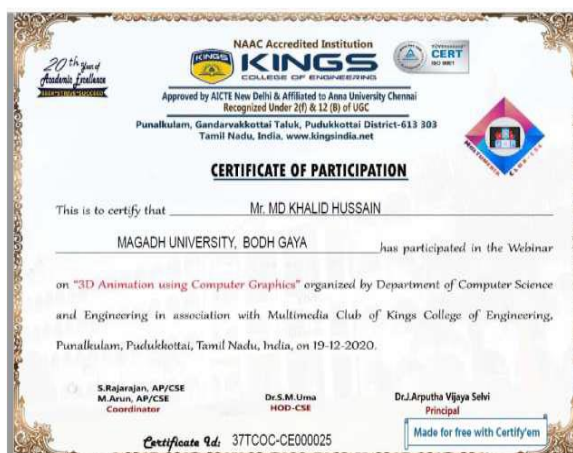 20th Year of
Academic Excellence
NAAC Accredited Institution
KINGS
KINGS
COLLEGE OF ENGINEERING
CERT
ISO 9001
Approved by AICTE New Delhi & Affiliated to Anna University Chennai
Recognized Under 2(f) & 12 (B) of UGC
Punalkulam, Gandarvakkottai Taluk, Pudukkottai District-613 303
Tamil Nadu, India, www.kingsindia.net
CERTIFICATE OF PARTICIPATION
This is to certify that Mr. MD KHALID HUSSAIN
MAGADH UNIVERSITY, BODH GAYA has participated in the Webinar
on "3D Animation using Computer Graphics" organized by Department of Computer Science
and Engineering in association with Multimedia Club of Kings College of Engineering,
Punalkulam, Pudukkottai, Tamil Nadu, India, on 19-12-2020.
S.Rajarajan, AP/CSE
M.Arun, AP/CSE
Coordinator
Dr.S.M.Uma
HOD-CSE
Dr.J.Arputha Vijaya Selvi
Principal
Certificate Id: 37TCOC-CE000025
Made for free with Certify'em